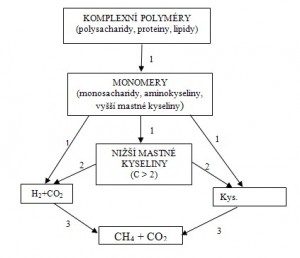 KOMPLEXNÍ POLYMÉRY
(polysacharidy, proteiny, lipidy)
1
MONOMERY
(monosacharidy, aminokyseliny,
vyšší mastné kyseliny)
1
1
1
NIŽŠÍ MASTNÉ
KYSELINY
(C > 2)
2
2
H₂+CO₂
Kys.
3
3
CH₄ + CO₂